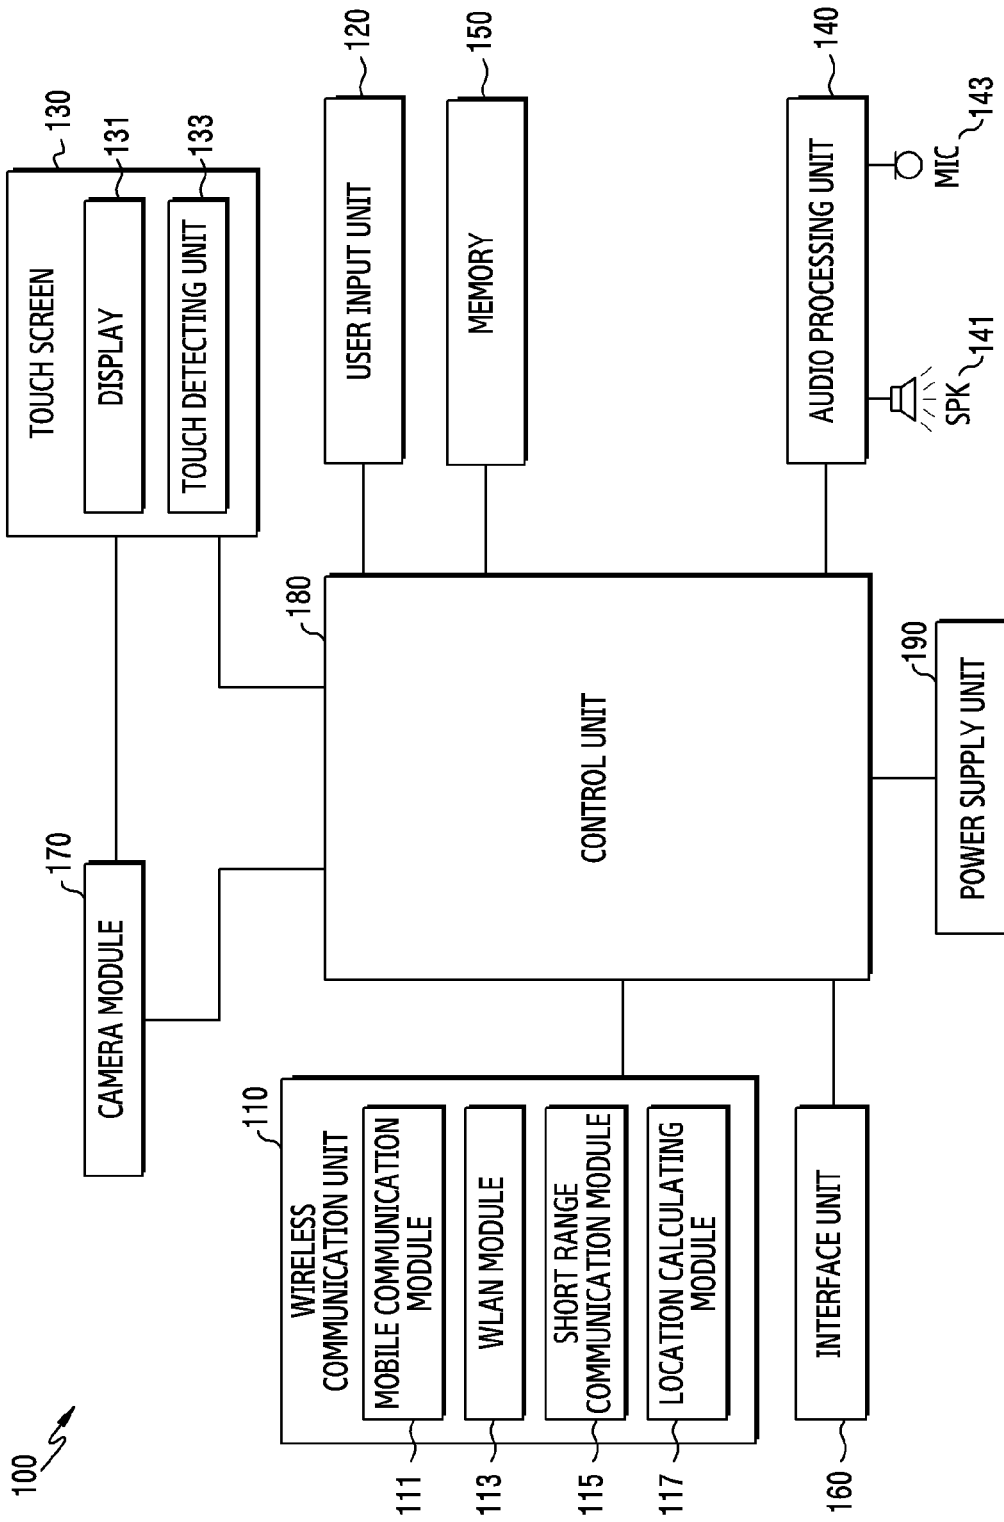 100
CAMERA MODULE
170
TOUCH SCREEN
130
DISPLAY
131
TOUCH DETECTING UNIT
133
WIRELESS
COMMUNICATION UNIT
110
MOBILE COMMUNICATION
MODULE
111
WLAN MODULE
113
SHORT RANGE
COMMUNICATION MODULE
115
LOCATION CALCULATING
MODULE
117
INTERFACE UNIT
160
CONTROL UNIT
180
USER INPUT UNIT
120
MEMORY
150
AUDIO PROCESSING UNIT
140
SPK
141
MIC
143
POWER SUPPLY UNIT
190